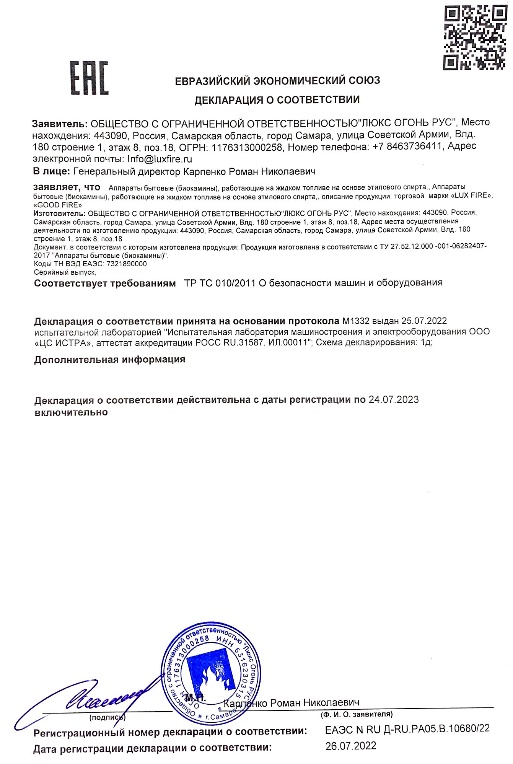 EAC
ЕВРАЗИЙСКИЙ ЭКОНОМИЧЕСКИЙ СОЮЗ
ДЕКЛАРАЦИЯ О СООТВЕТСТВИИ
Заявитель: ОБЩЕСТВО С ОГРАНИЧЕННОЙ ОТВЕТСТВЕННОСТЬЮ"ЛЮКС ОГОНЬ РУС", Место
нахождения: 443090, Россия, Самарская область, город Самара, улица Советской Армии, Влд.
180 строение 1, этаж 8, поз.18, ОГРН: 1176313000258, Номер телефона: +7 8463736411, Адрес
электронной почты: Info@luxfire.ru
В лице: Генеральный директор Карпенко Роман Николаевич
заявляет, что Аппараты бытовые (биокамины), работающие на жидком топливе на основе этилового спирта., Аппараты
бытовые (биокамины), работающие на жидком топливе на основе этилового спирта., описание продукции: торговой марки «LUX FIRE»,
«GOOD FIRE»
Изготовитель: ОБЩЕСТВО С ОГРАНИЧЕННОЙ ОТВЕТСТВЕННОСТЬЮ"ЛЮКС ОГОНЬ РУС", Место нахождения: 443090, Россия,
Самарская область, город Самара, улица Советской Армии, Влд. 180 строение 1, этаж 8, поз.18, Адрес места осуществления
деятельности по изготовлению продукции: 443090, Россия, Самарская область, город Самара, улица Советской Армии, Влд. 180
строение 1, этаж 8, поз.18
Документ, в соответствии с которым изготовлена продукция: Продукция изготовлена в соответствии с ТУ 27.52.12.000 -001-06282407-
2017 "Аппараты бытовые (биокамины)".
Коды ТН ВЭД ЕАЭС: 7321890000
Серийный выпуск,
Соответствует требованиям ТР ТС 010/2011 О безопасности машин и оборудования
Декларация о соответствии принята на основании протокола М1332 выдан 25.07.2022
испытательной лабораторией "Испытательная лаборатория машиностроения и электрооборудования ООО
«ЦС ИСТРА», аттестат аккредитации РОСС RU.31587. ИЛ.00011"; Схема декларирования: 1д;
Дополнительная информация
Декларация о соответствии действительна с даты регистрации по 24.07.2023
включительно
Общество с ограниченной ответственностью "Люкс Огонь РУС"
г. Самара
М.П.
Карпенко Роман Николаевич
(подпись)
(Ф. И. О. заявителя)
Регистрационный номер декларации о соответствии: ЕАЭС N RU Д-RU.РА05.В.10680/22
Дата регистрации декларации о соответствии: 26.07.2022